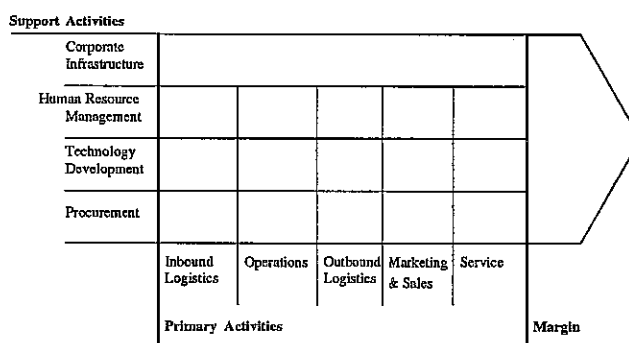 Support Activities
Corporate
Infrastructure
Human Resource
Management
Technology
Development
Procurement
Inbound
Logistics
Operations
Outbound
Logistics
Marketing
& Sales
Service
Primary Activities
Margin